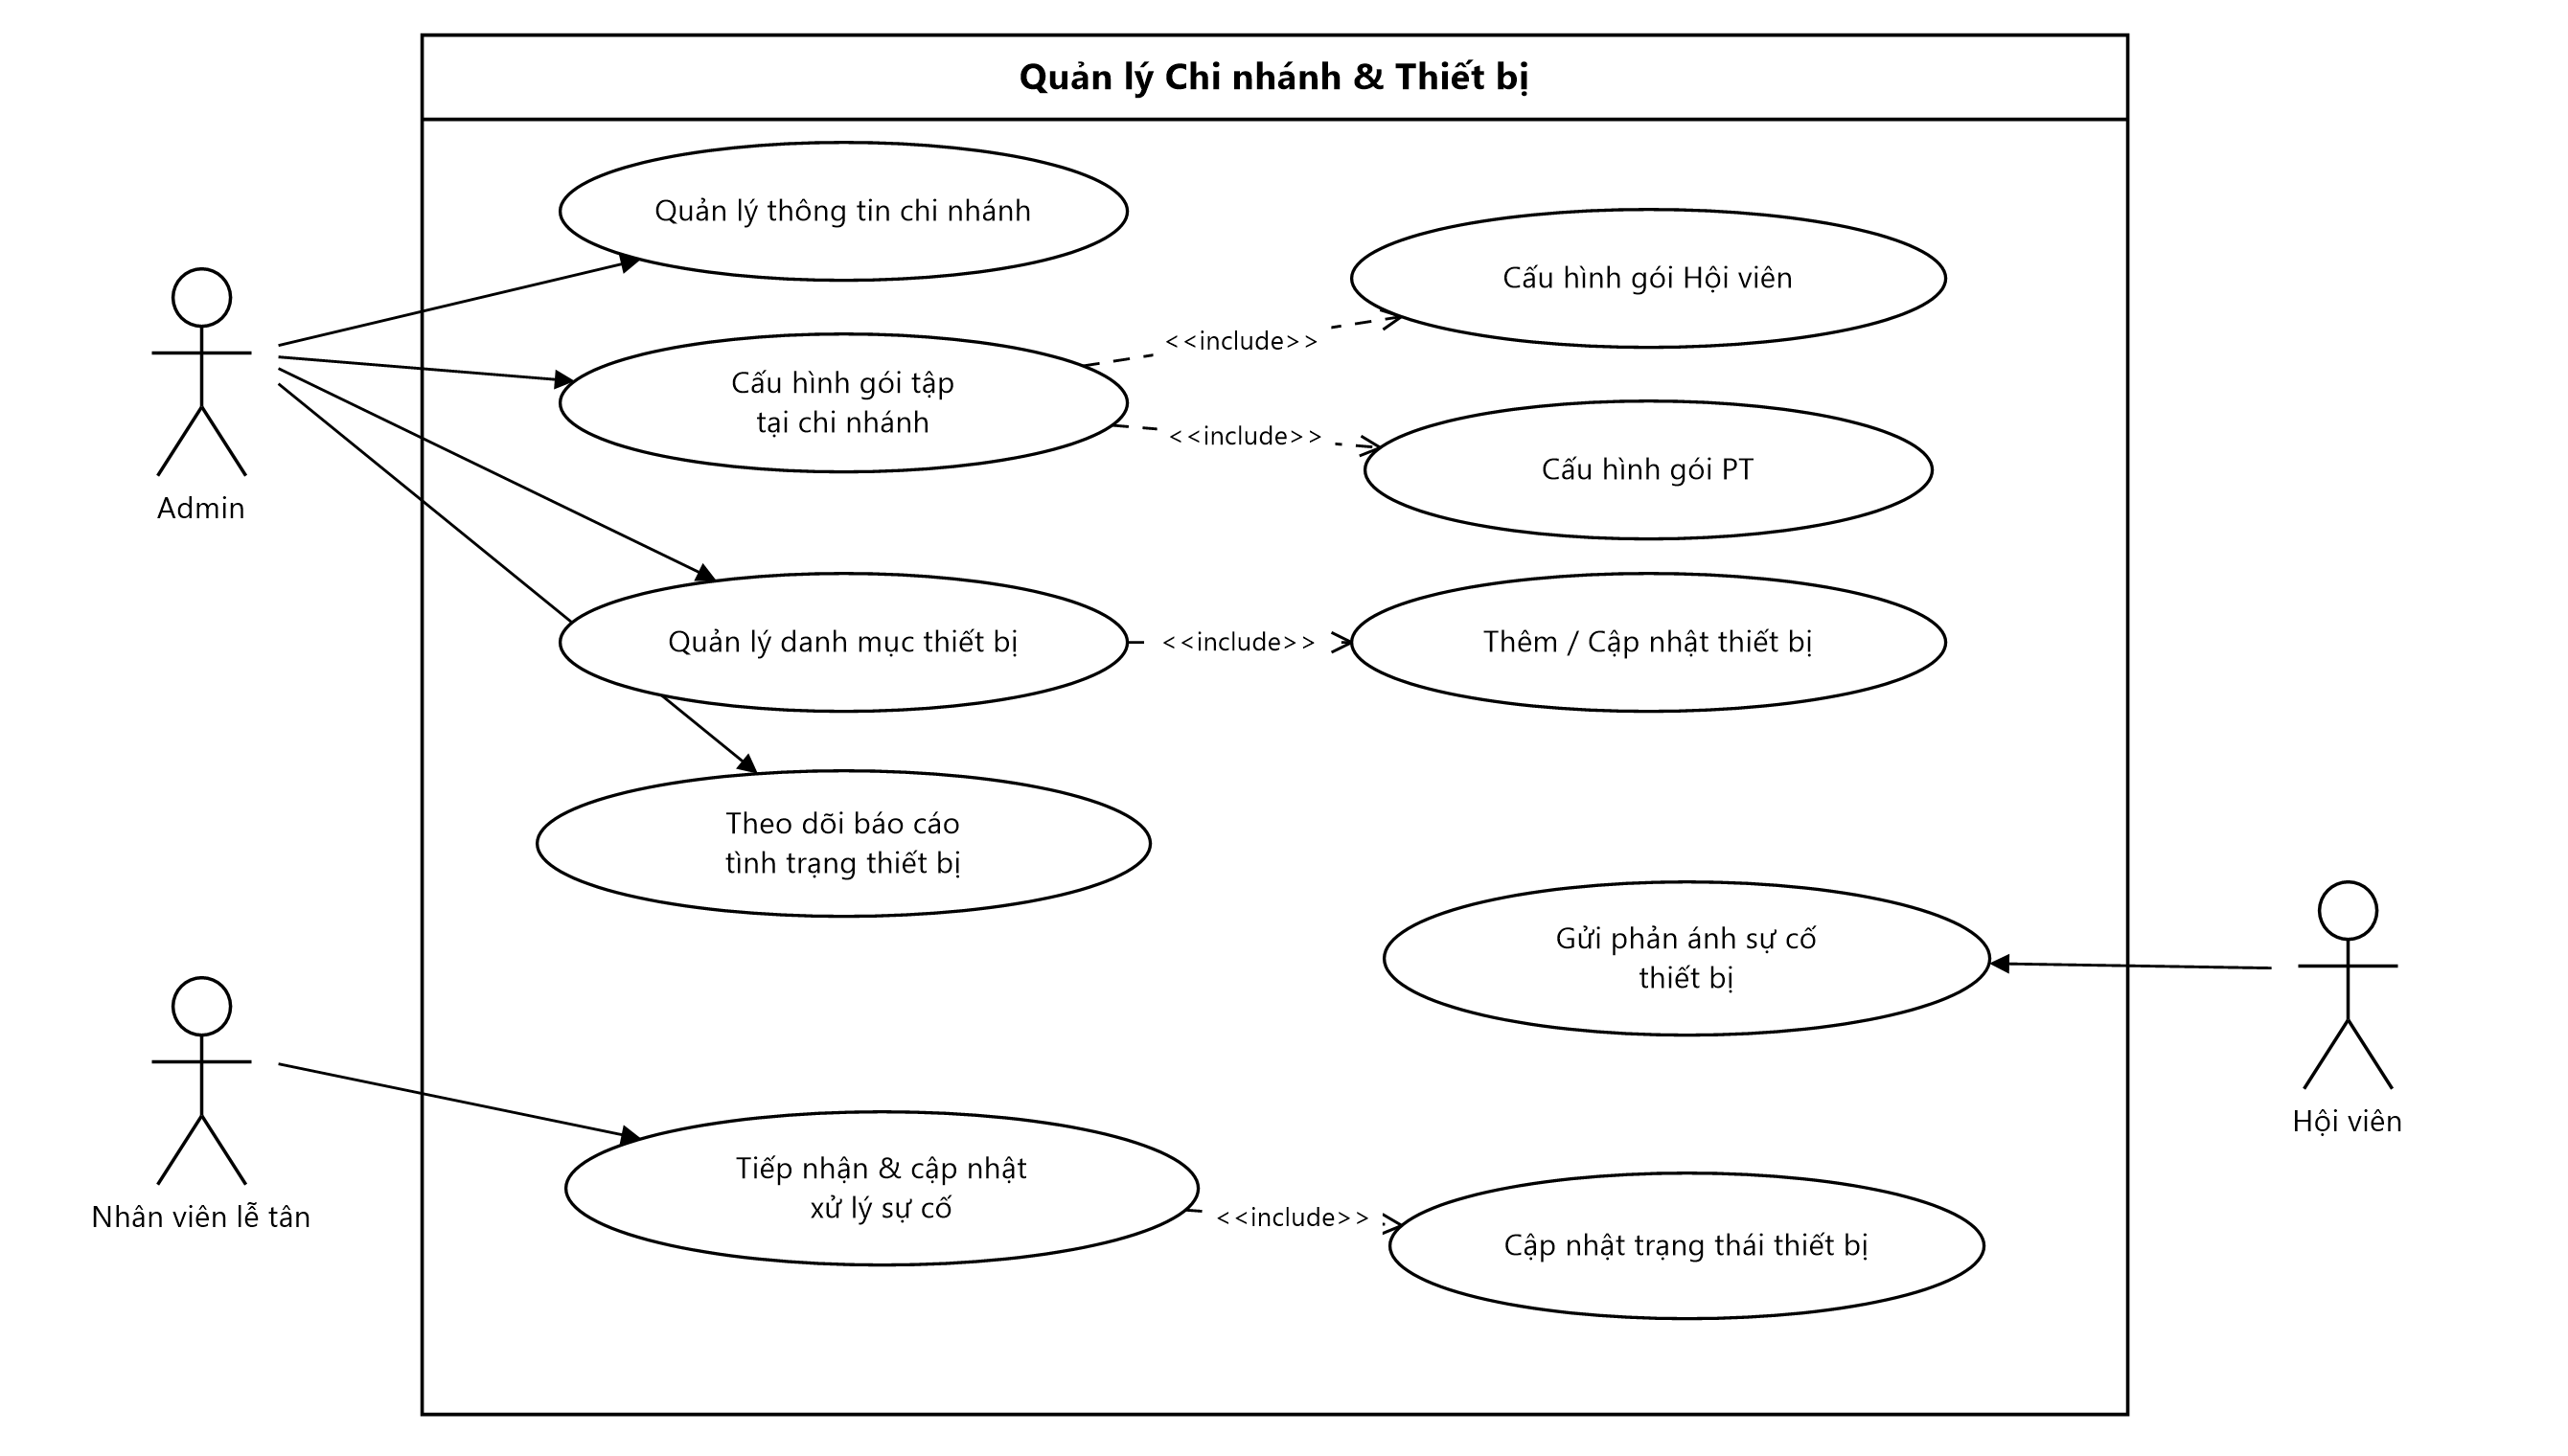 Quản lý Chi nhánh & Thiết bị
Quản lý thông tin chi nhánh
Cấu hình gói Hội viên
<<include>>
Cấu hình gói tập
tại chi nhánh
<<include>>
Cấu hình gói PT
Admin
Quản lý danh mục thiết bị
<<include>>
Thêm / Cập nhật thiết bị
Theo dõi báo cáo
tình trạng thiết bị
Gửi phản ánh sự cố
thiết bị
Hội viên
Tiếp nhận & cập nhật
xử lý sự cố
Nhân viên lễ tân
<<include>>
Cập nhật trạng thái thiết bị